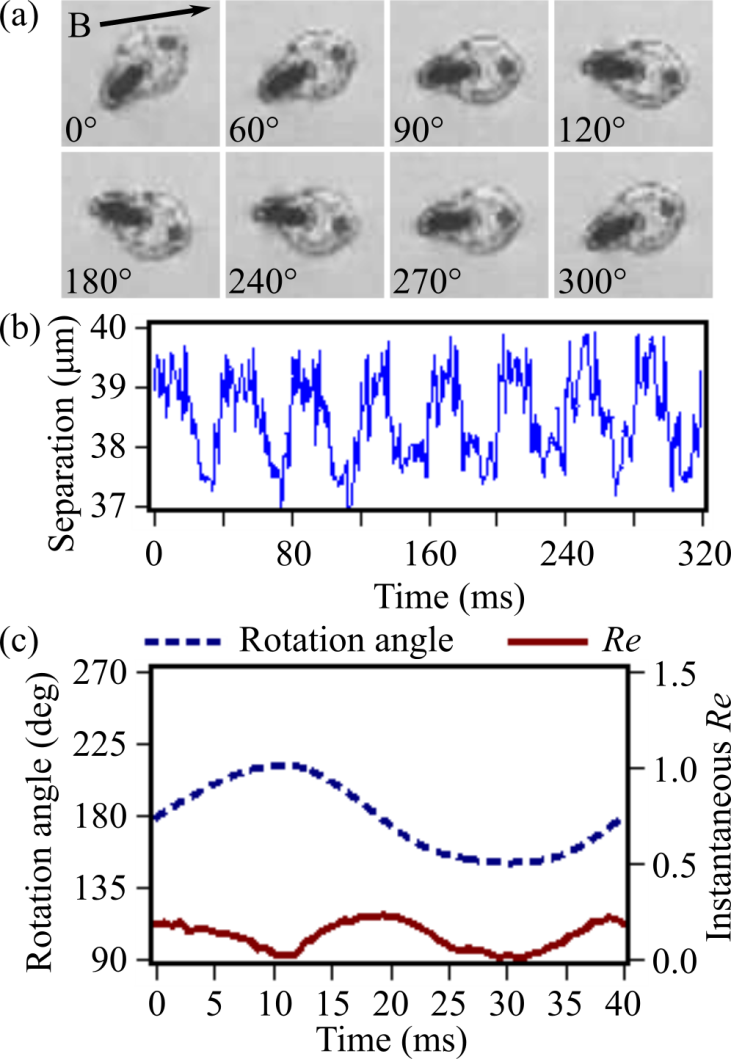 (a)
B
0° 60° 90° 120°
180° 240° 270° 300°
(b)
Separation (μm)
40
39
38
37
0 80 160 240 320
Time (ms)
(c)
Rotation angle Re
Rotation angle (deg)
270
225
180
135
90
1.5
1.0
0.5
0.0
Instantaneous Re
0 5 10 15 20 25 30 35 40
Time (ms)